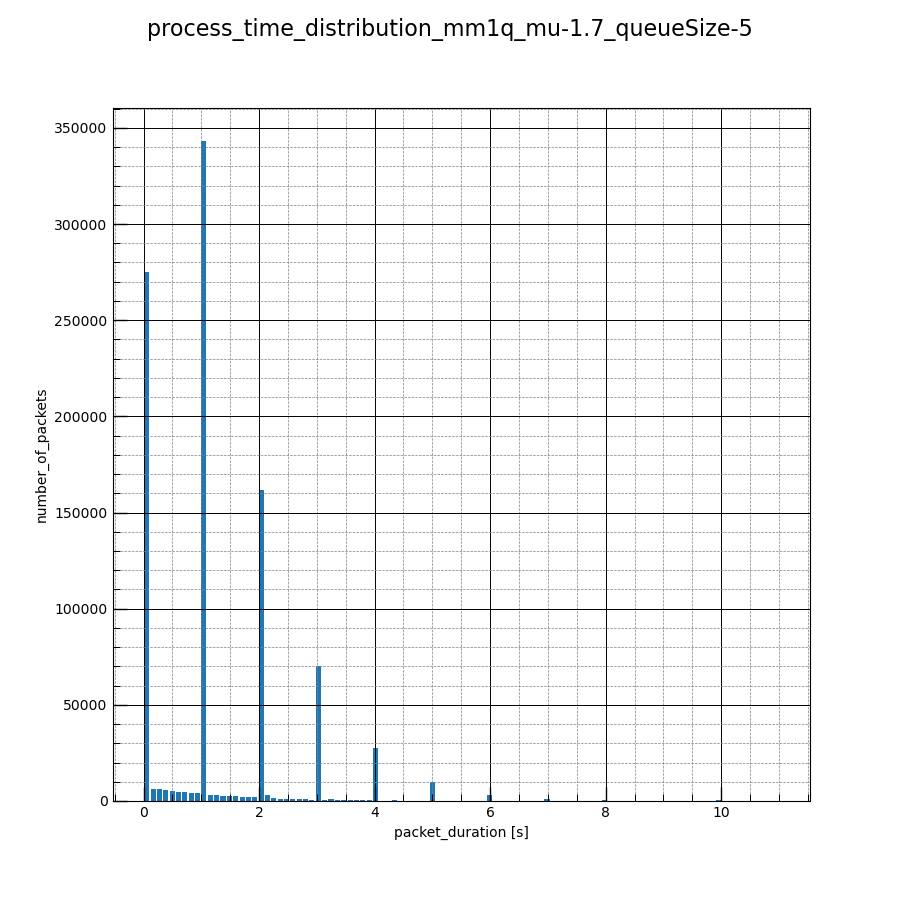 process_time_distribution_mm1q_mu-1.7_queueSize-5
350000
300000
250000
200000
150000
100000
50000
0
number_of_packets
0 2 4 6 8 10
packet_duration [s]